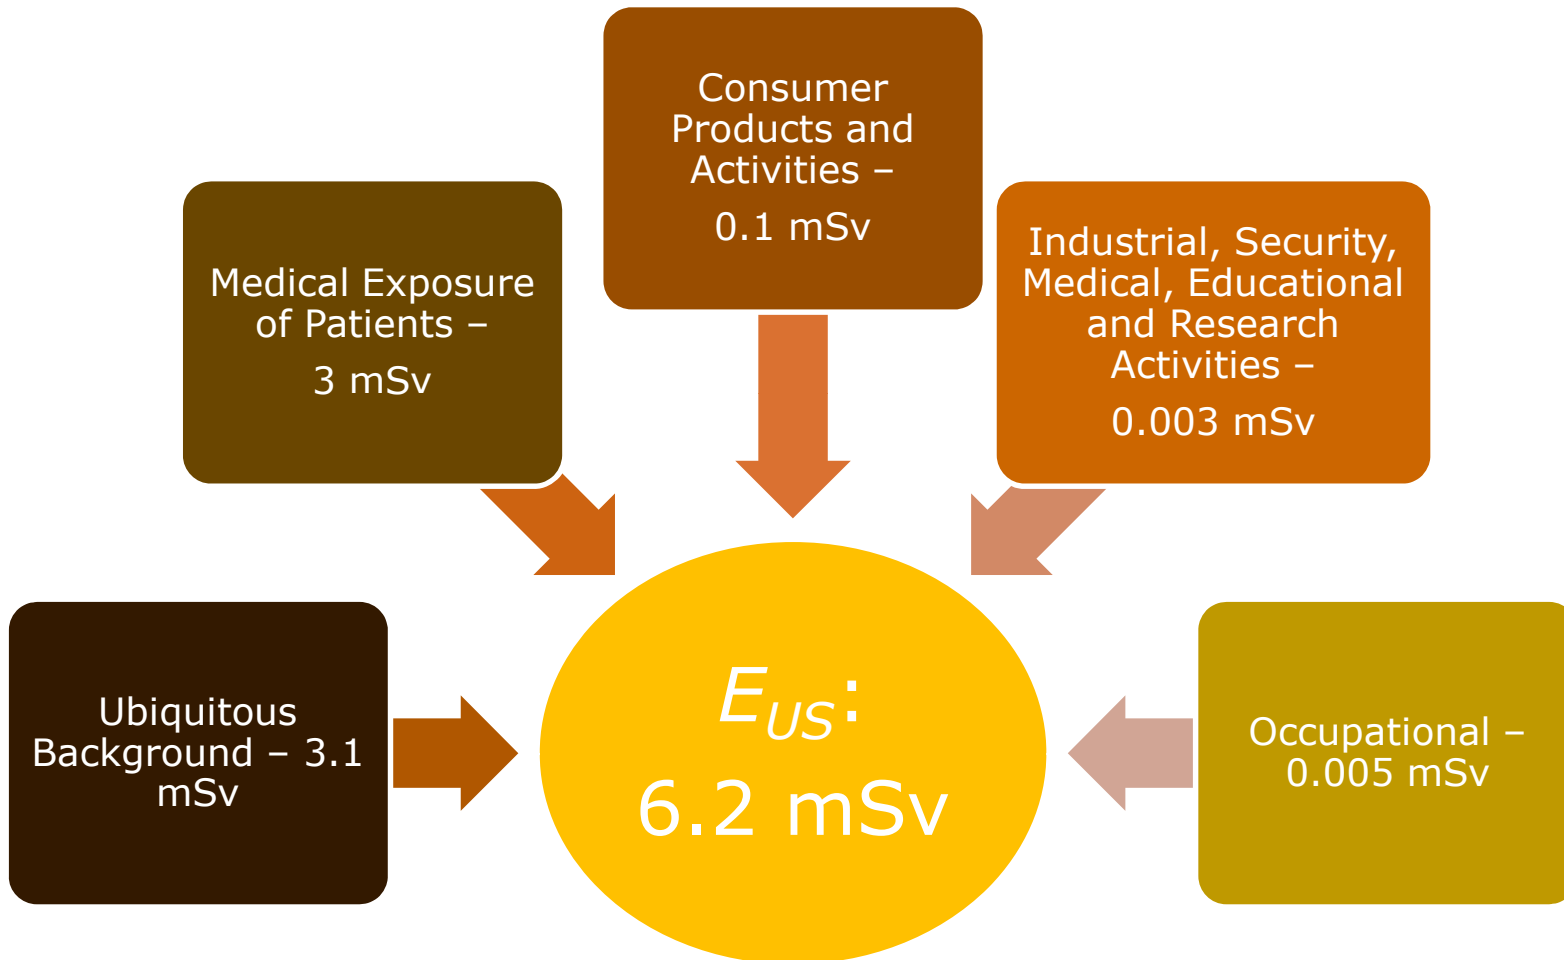 Consumer
Products and
Activities –
0.1 mSv
Medical Exposure
of Patients –
3 mSv
Industrial, Security,
Medical, Educational
and Research
Activities –
0.003 mSv
Ubiquitous
Background – 3.1
mSv
E_US:
6.2 mSv
Occupational –
0.005 mSv